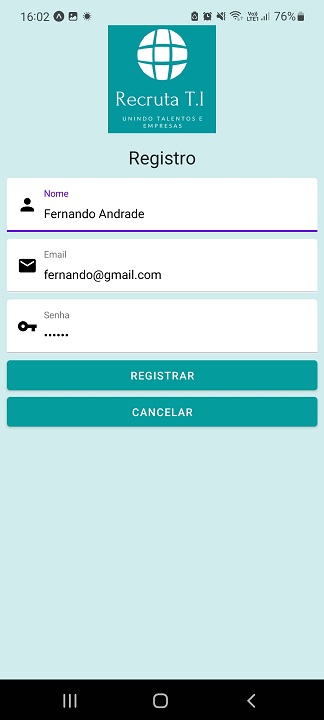 16:02
VoD LTE1 76%
Recruta T.I
UNINDO TALENTOS E
EMPRESAS
Registro
Nome
Fernando Andrade
Email
fernando@gmail.com
Senha
••••••
REGISTRAR
CANCELAR